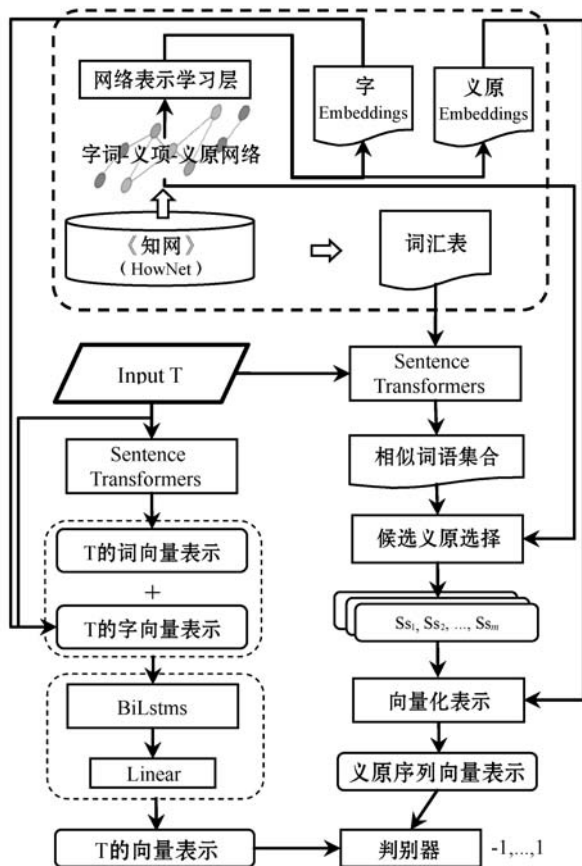 网络表示学习层
字
Embeddings
义原
Embeddings
字词-义项-义原网络
《知网》
(HowNet)
词汇表
Input T
Sentence
Transformers
Sentence
Transformers
相似词语集合
T的词向量表示
候选义原选择
+
T的字向量表示
Ss₁, Ss₂, ..., Ssₘ
BiLstms
向量化表示
Linear
义原序列向量表示
T的向量表示
判别器
-1,...,1